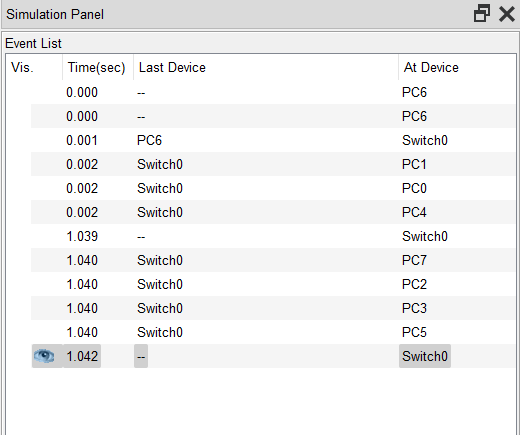 Simulation Panel
Event List
Vis. Time(sec) Last Device At Device
0.000 -- PC6
0.000 -- PC6
0.001 PC6 Switch0
0.002 Switch0 PC1
0.002 Switch0 PC0
0.002 Switch0 PC4
1.039 -- Switch0
1.040 Switch0 PC7
1.040 Switch0 PC2
1.040 Switch0 PC3
1.040 Switch0 PC5
1.042 -- Switch0